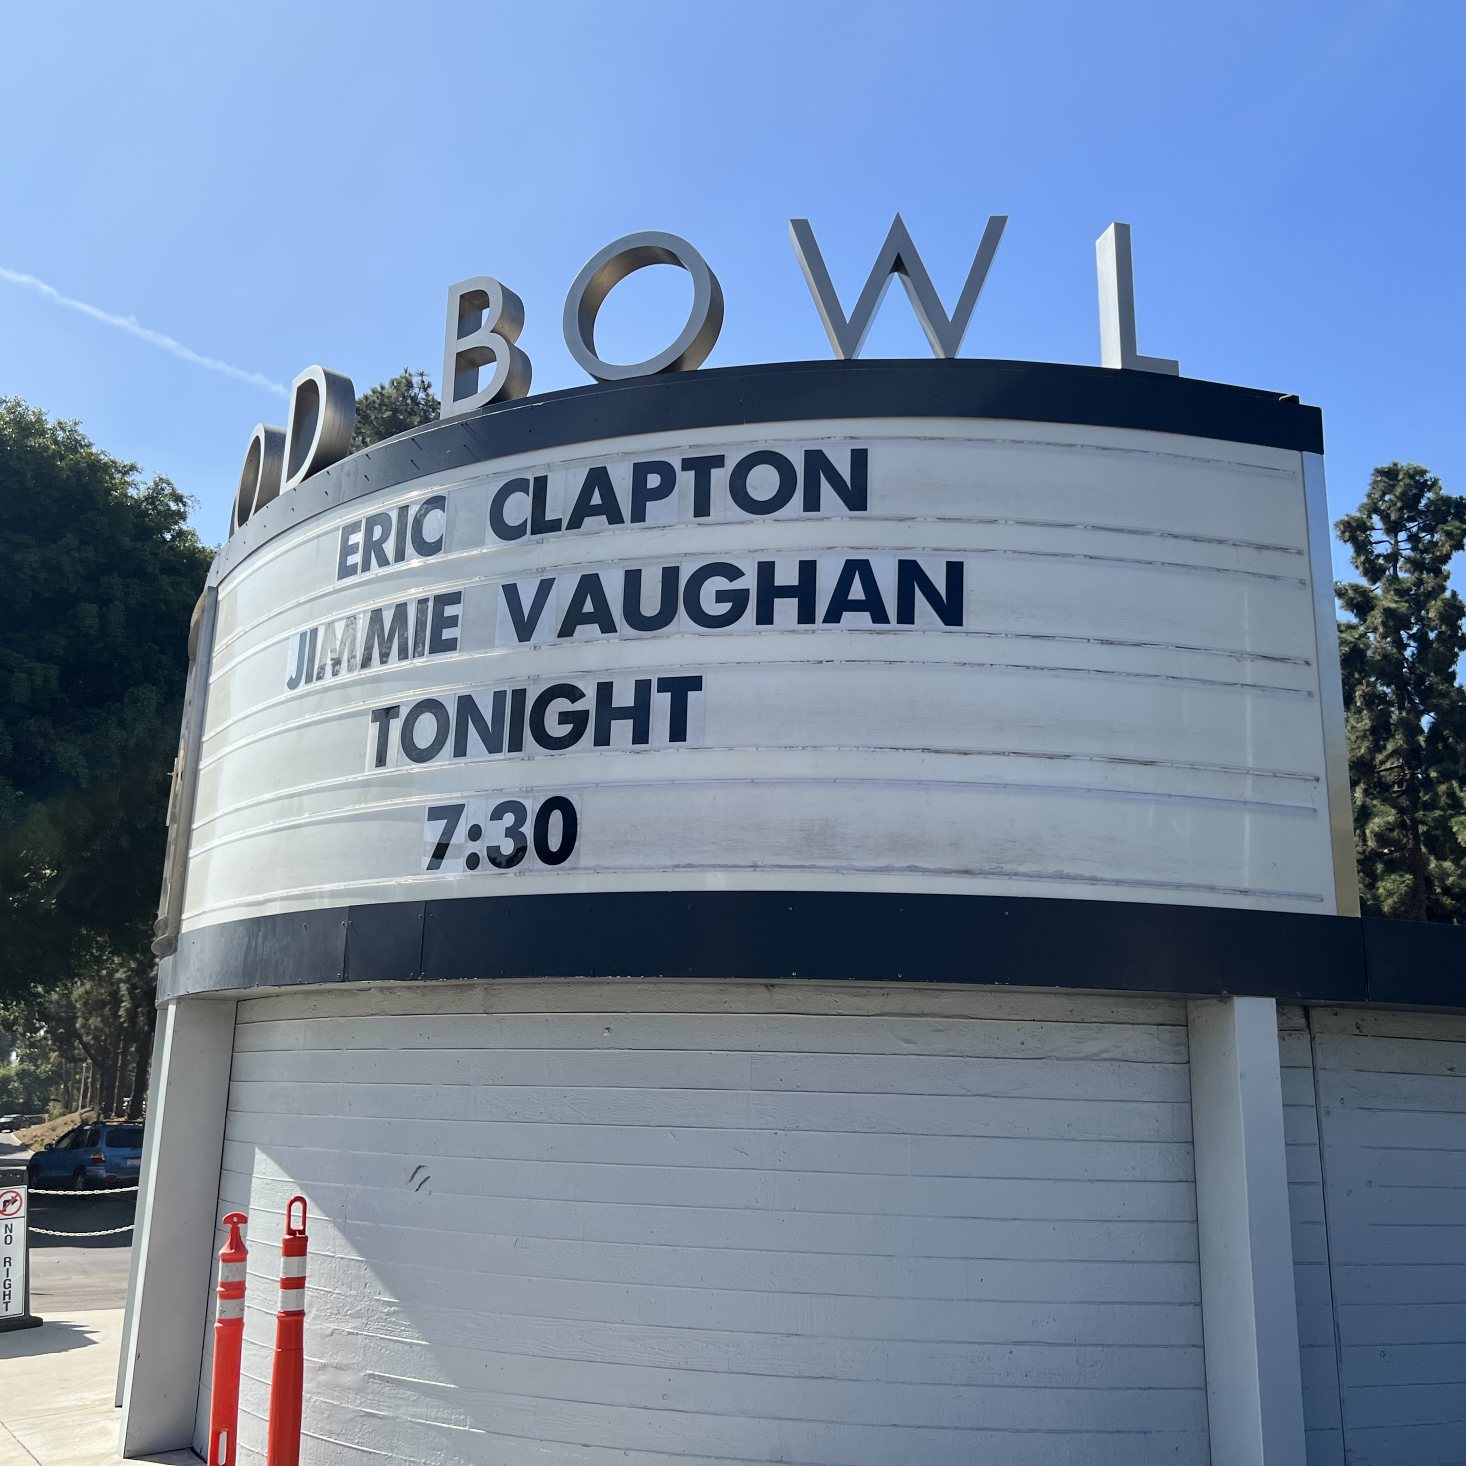 OD BOWL
ERIC CLAPTON
JIMMIE VAUGHAN
TONIGHT
7:30
NO
RIGHT